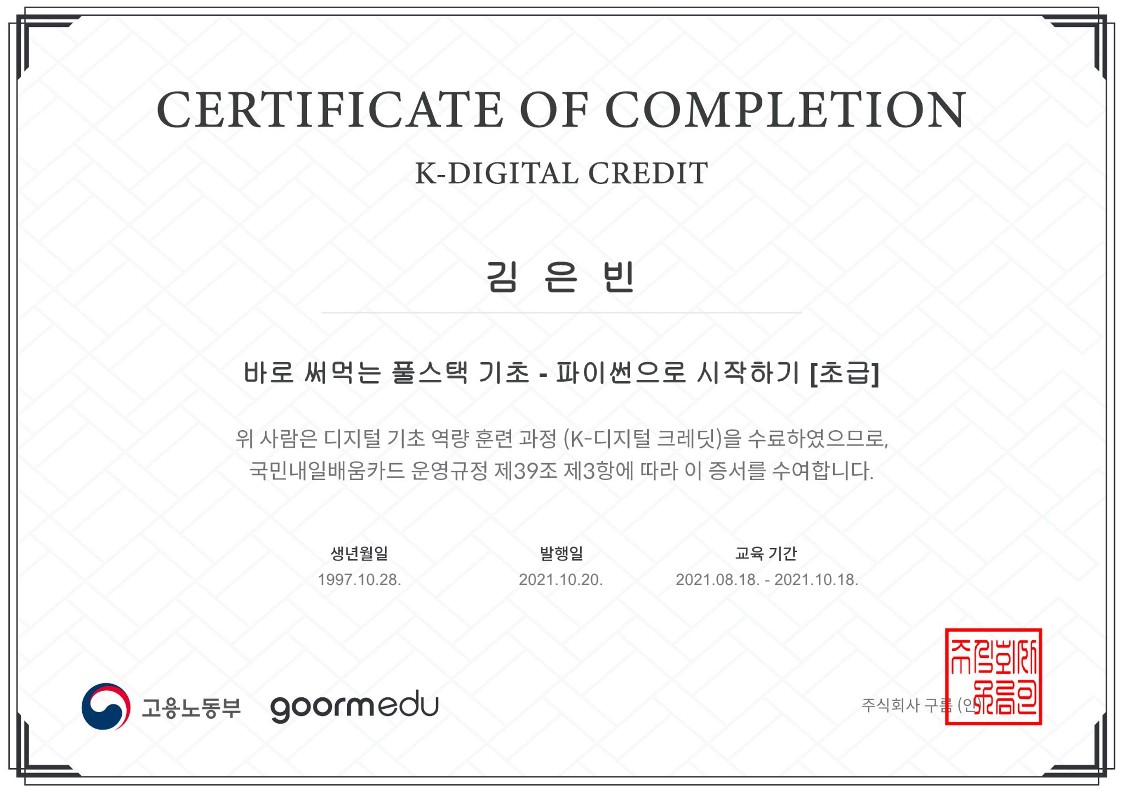 CERTIFICATE OF COMPLETION
K-DIGITAL CREDIT
김 은 빈
바로 써먹는 풀스택 기초 - 파이썬으로 시작하기 [초급]
위 사람은 디지털 기초 역량 훈련 과정 (K-디지털 크레딧)을 수료하였으므로,
국민내일배움카드 운영규정 제39조 제3항에 따라 이 증서를 수여합니다.
생년월일 발행일 교육 기간
1997.10.28. 2021.10.20. 2021.08.18. - 2021.10.18.
고용노동부 goormedu 주식회사 구름 (인)